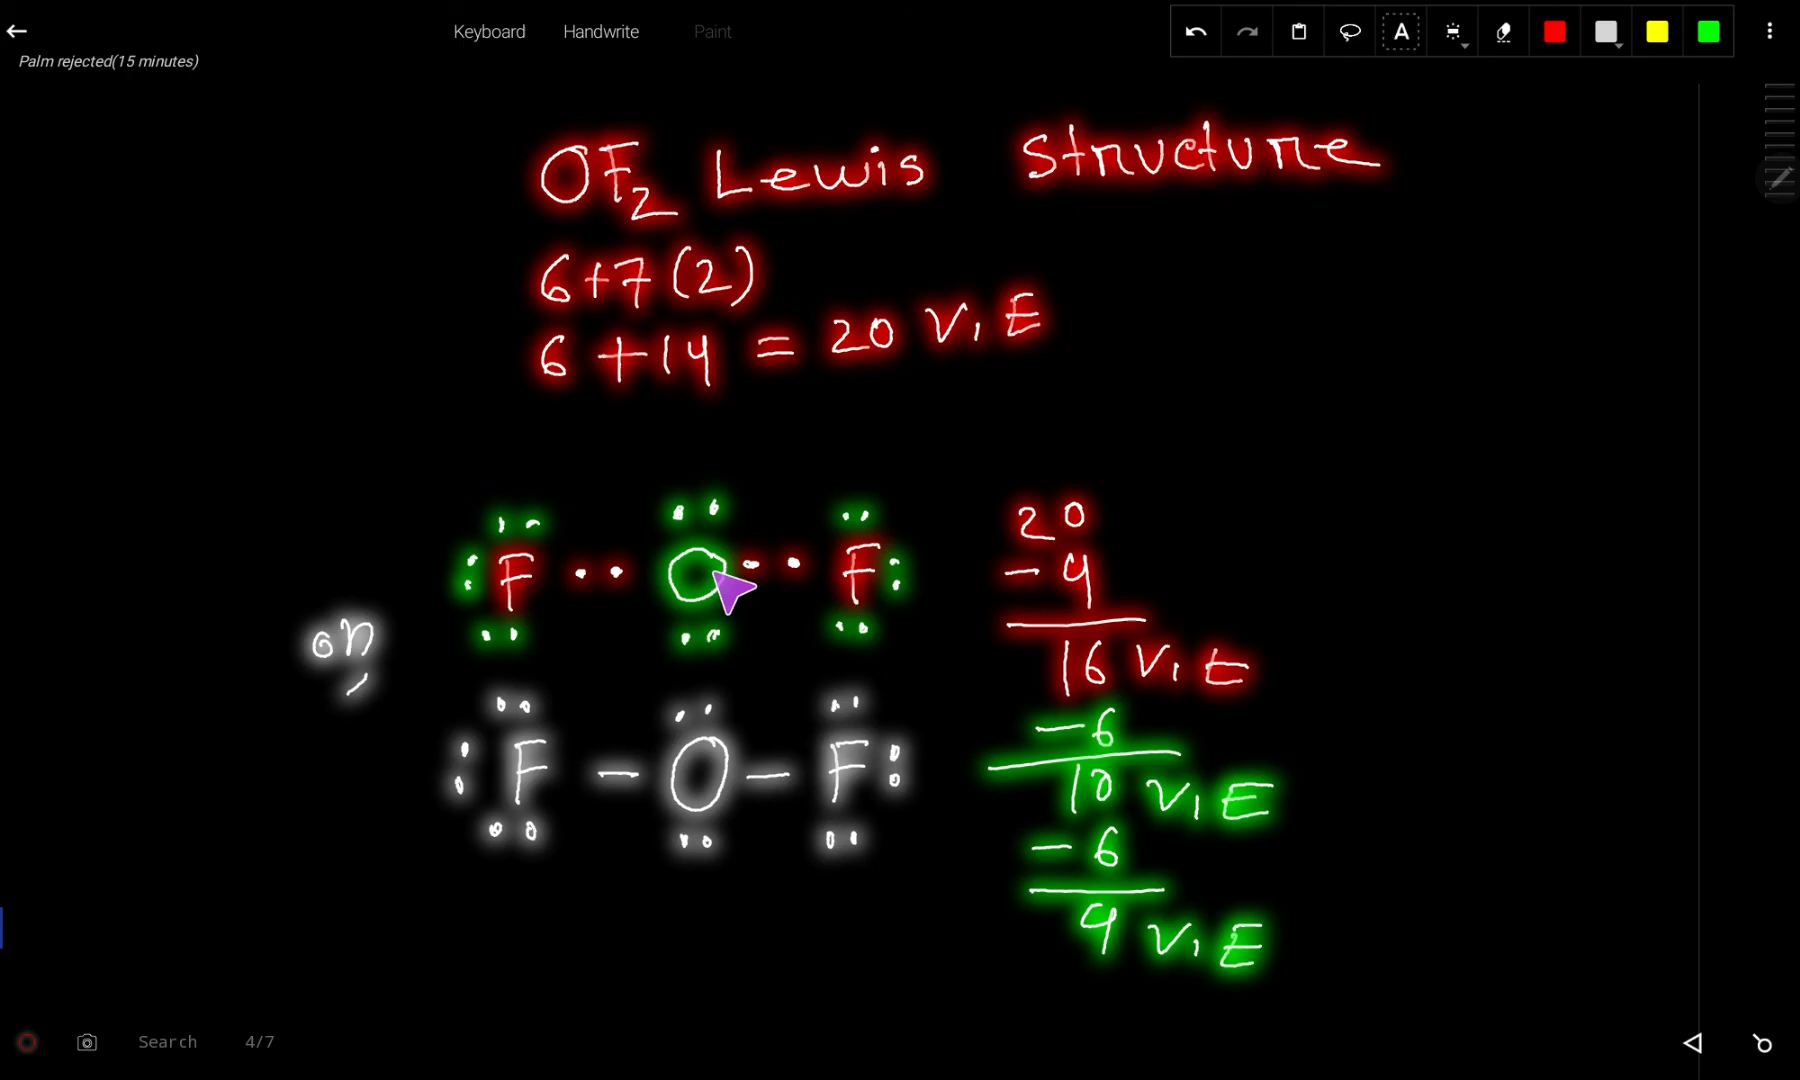 Keyboard Handwrite Paint
Palm rejected(15 minutes)
A
OF2 Lewis Structure
6+7(2)
6+14 = 20 V.E
F O F
20
-4
16 V.E
or,
F - O - F
-6
10 V.E
-6
4 V.E
Search 4/7